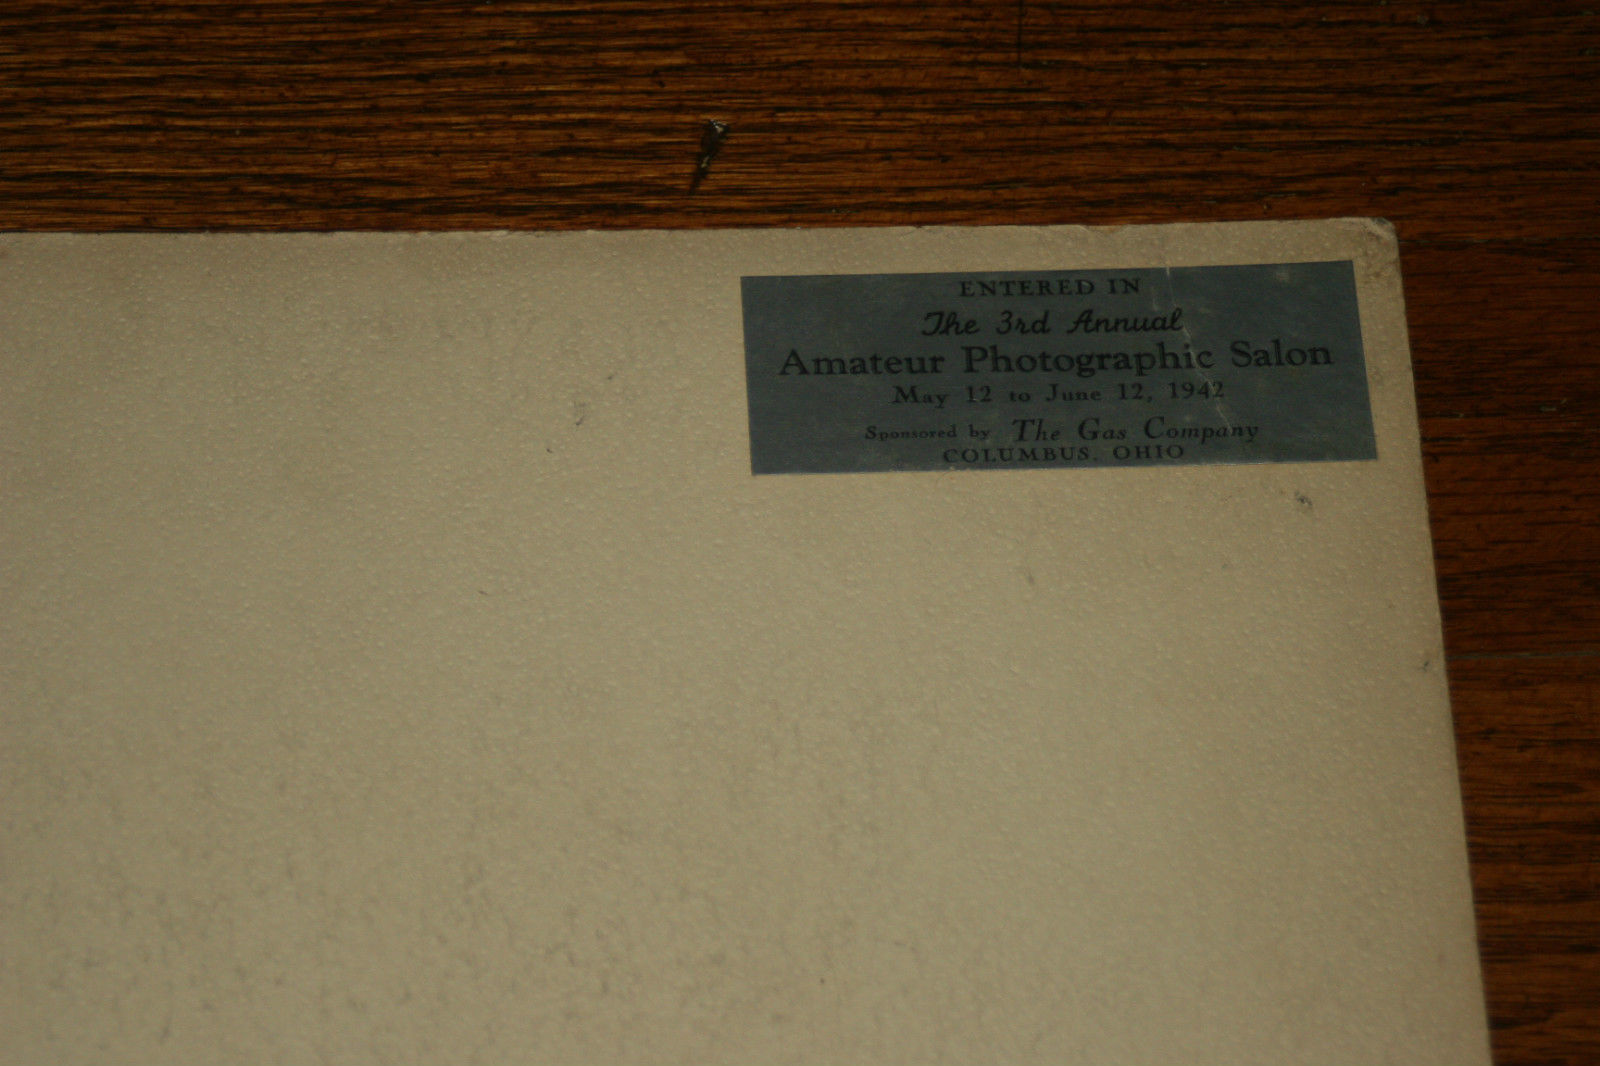 ENTERED IN
The 3rd Annual
Amateur Photographic Salon
May 12 to June 12, 1942
Sponsored by The Gas Company
COLUMBUS, OHIO